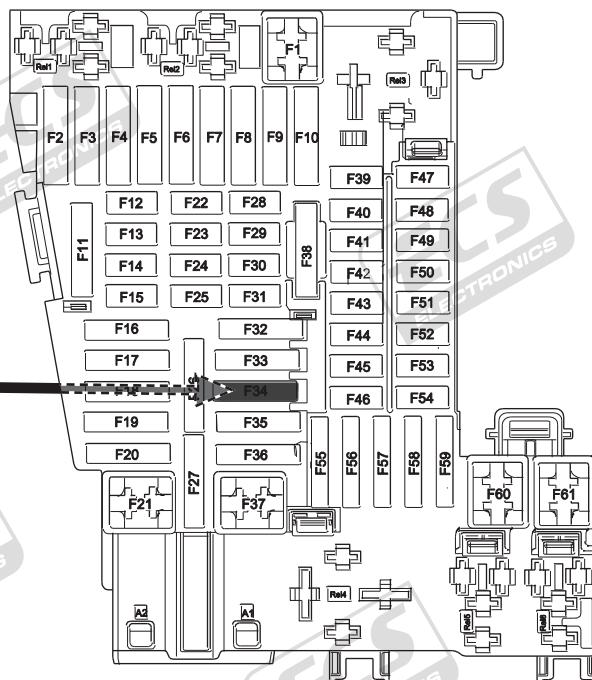 F1
Rel1
Rel2
Rel3
F2 F3 F4 F5 F6 F7 F8 F9 F10
F39 F47
F12 F22 F28
F40 F48
F11 F13 F23 F29 F38
F41 F49
F14 F24 F30
F42 F50
F15 F25 F31
F43 F51
F16 F32
F44 F52
F17 F33
F45 F53
F34
F46 F54
F19 F35
F20 F36
F27
F55 F56 F57 F58 F59
F21 F37
F60 F61
A2 A1
Rel4
Rel5
Rel6
ECS
ELECTRONICS
ECS
ELECTRONICS
ECS